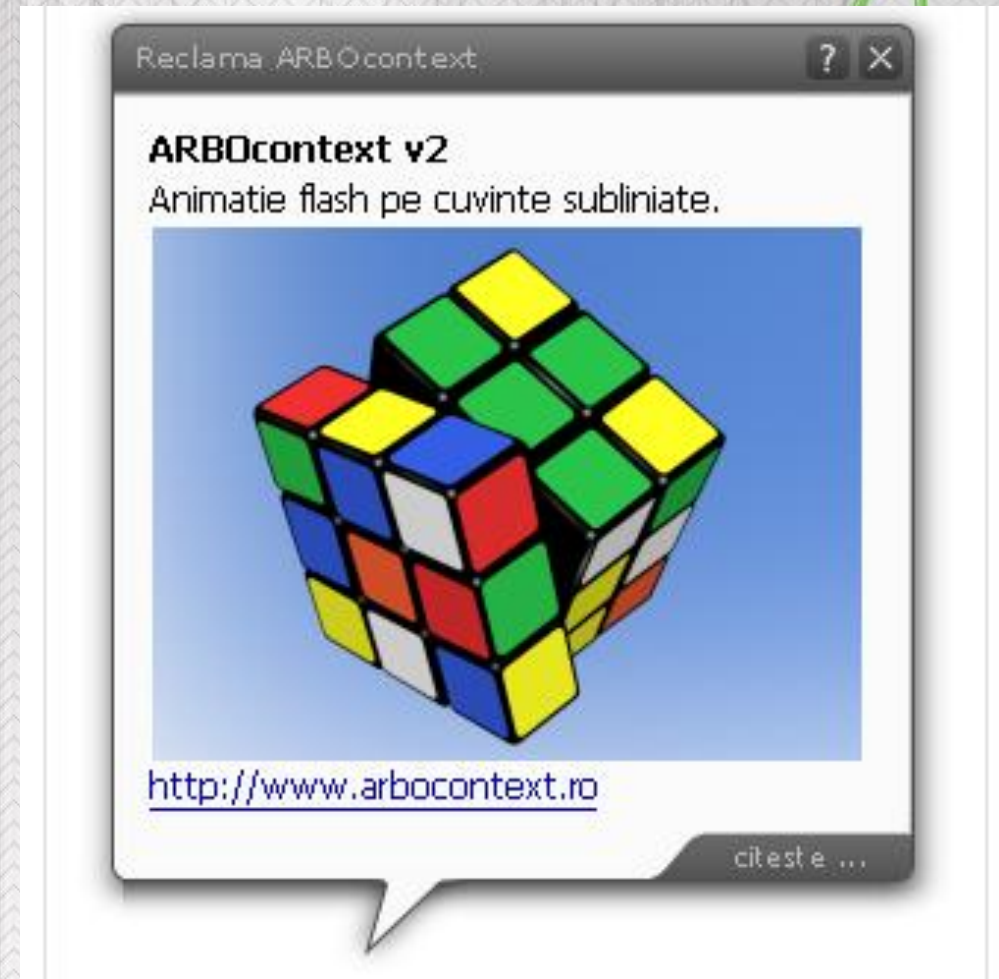 Reclama ARBOcontext ? ×
ARBOcontext v2
Animatie flash pe cuvinte subliniate.
http://www.arbocontext.ro
citeste ...